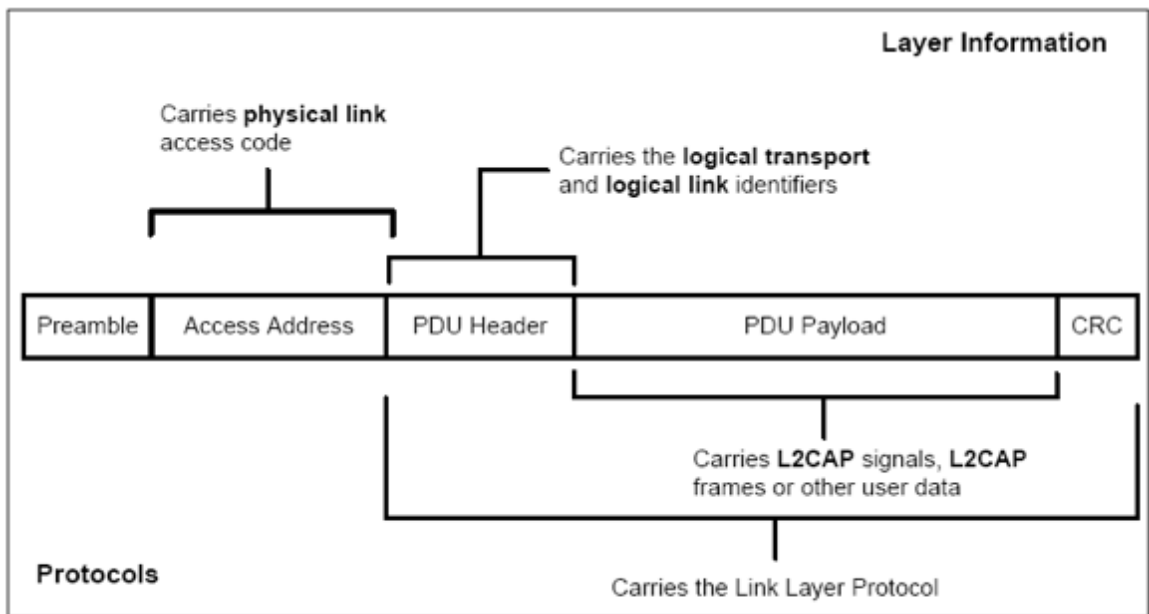 Layer Information
Carries physical link
access code
Carries the logical transport
and logical link identifiers
Preamble
Access Address
PDU Header
PDU Payload
CRC
Carries L2CAP signals, L2CAP
frames or other user data
Protocols
Carries the Link Layer Protocol